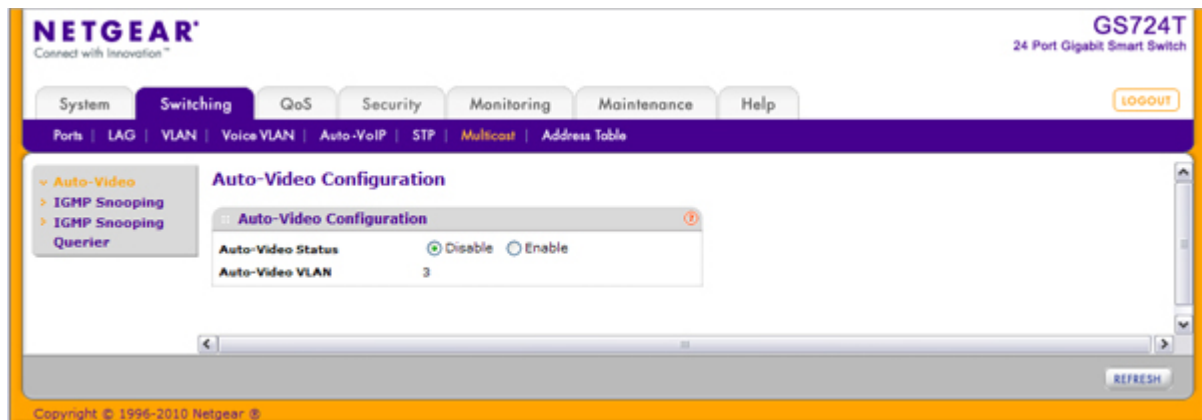 NETGEAR®
Connect with Innovation™
GS724T
24 Port Gigabit Smart Switch
System Switching QoS Security Monitoring Maintenance Help LOGOUT
Ports | LAG | VLAN | Voice VLAN | Auto-VoIP | STP | Multicast | Address Table
Auto-Video
IGMP Snooping
IGMP Snooping
Querier
Auto-Video Configuration
Auto-Video Configuration ?
Auto-Video Status Disable Enable
Auto-Video VLAN 3
REFRESH
Copyright © 1996-2010 Netgear ®